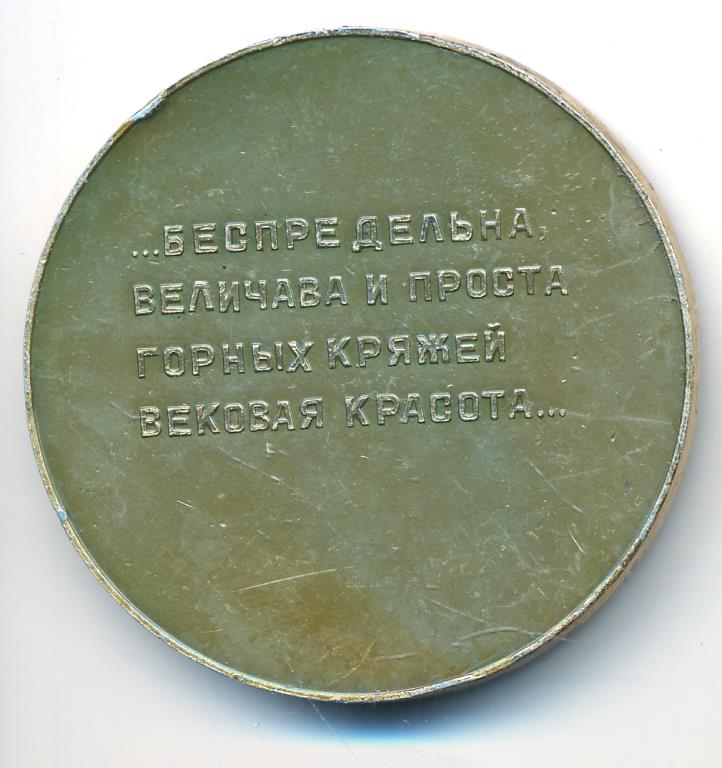 ...БЕСПРЕДЕЛЬНА,
ВЕЛИЧАВА И ПРОСТА
ГОРНЫХ КРЯЖЕЙ
ВЕКОВАЯ КРАСОТА...